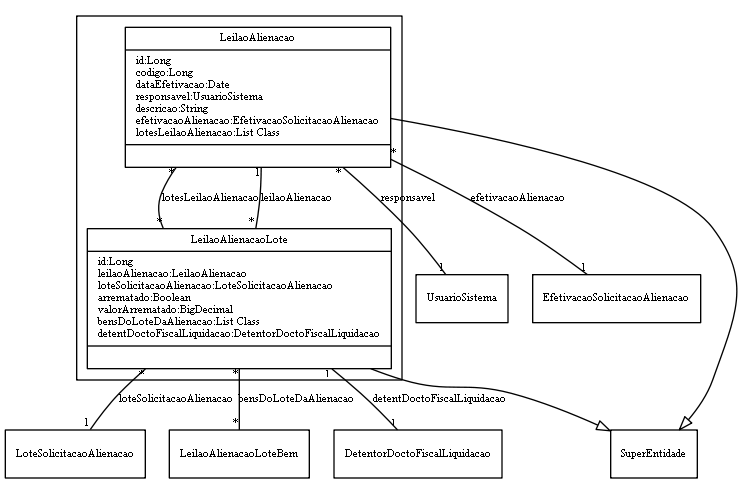 LeilaoAlienacao
id:Long
codigo:Long
dataEfetivacao:Date
responsavel:UsuarioSistema
descricao:String
efetivacaoAlienacao:EfetivacaoSolicitacaoAlienacao
lotesLeilaoAlienacao:List Class
*
* 1 *
lotesLeilaoAlienacao leilaoAlienacao responsavel efetivacaoAlienacao
* *
LeilaoAlienacaoLote
id:Long
leilaoAlienacao:LeilaoAlienacao
loteSolicitacaoAlienacao:LoteSolicitacaoAlienacao
arrematado:Boolean
valorArrematado:BigDecimal
bensDoLoteDaAlienacao:List Class
detentDoctoFiscalLiquidacao:DetentorDoctoFiscalLiquidacao
1 1
UsuarioSistema
EfetivacaoSolicitacaoAlienacao
* * 1
loteSolicitacaoAlienacao bensDoLoteDaAlienacao detentDoctoFiscalLiquidacao
1 * 1
LoteSolicitacaoAlienacao
LeilaoAlienacaoLoteBem
DetentorDoctoFiscalLiquidacao
SuperEntidade